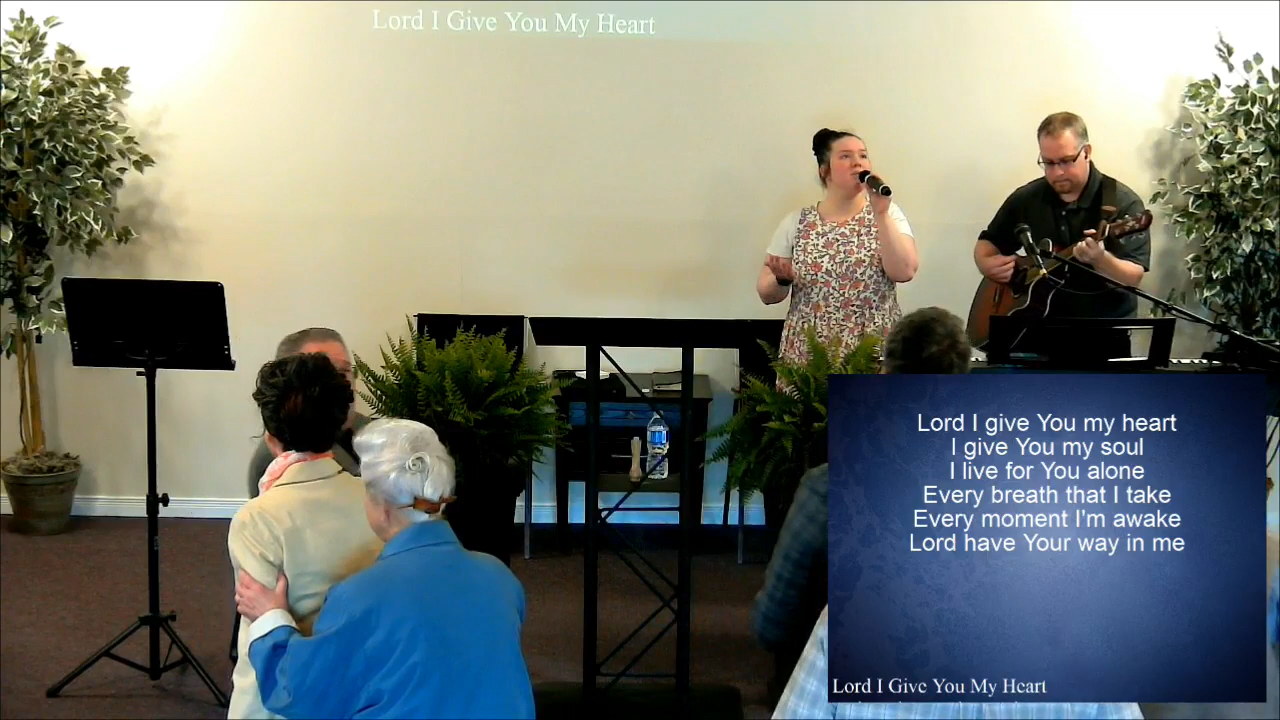 Lord I Give You My Heart
Lord I give You my heart
I give You my soul
I live for You alone
Every breath that I take
Every moment I'm awake
Lord have Your way in me
Lord I Give You My Heart